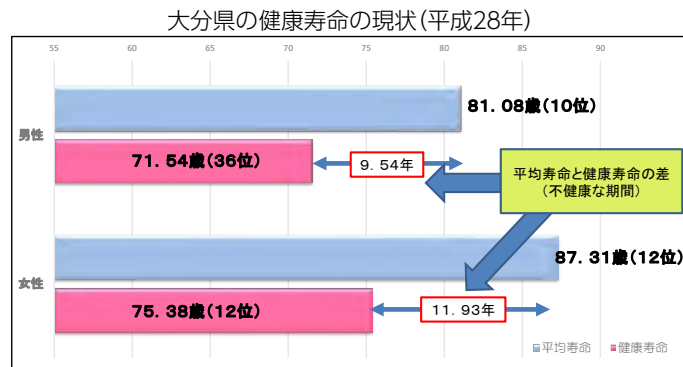 大分県の健康寿命の現状(平成28年)
55 60 65 70 75 80 85 90
男性
81.08歳(10位)
71.54歳(36位)
9.54年
平均寿命と健康寿命の差
(不健康な期間)
女性
87.31歳(12位)
75.38歳(12位)
11.93年
平均寿命 健康寿命